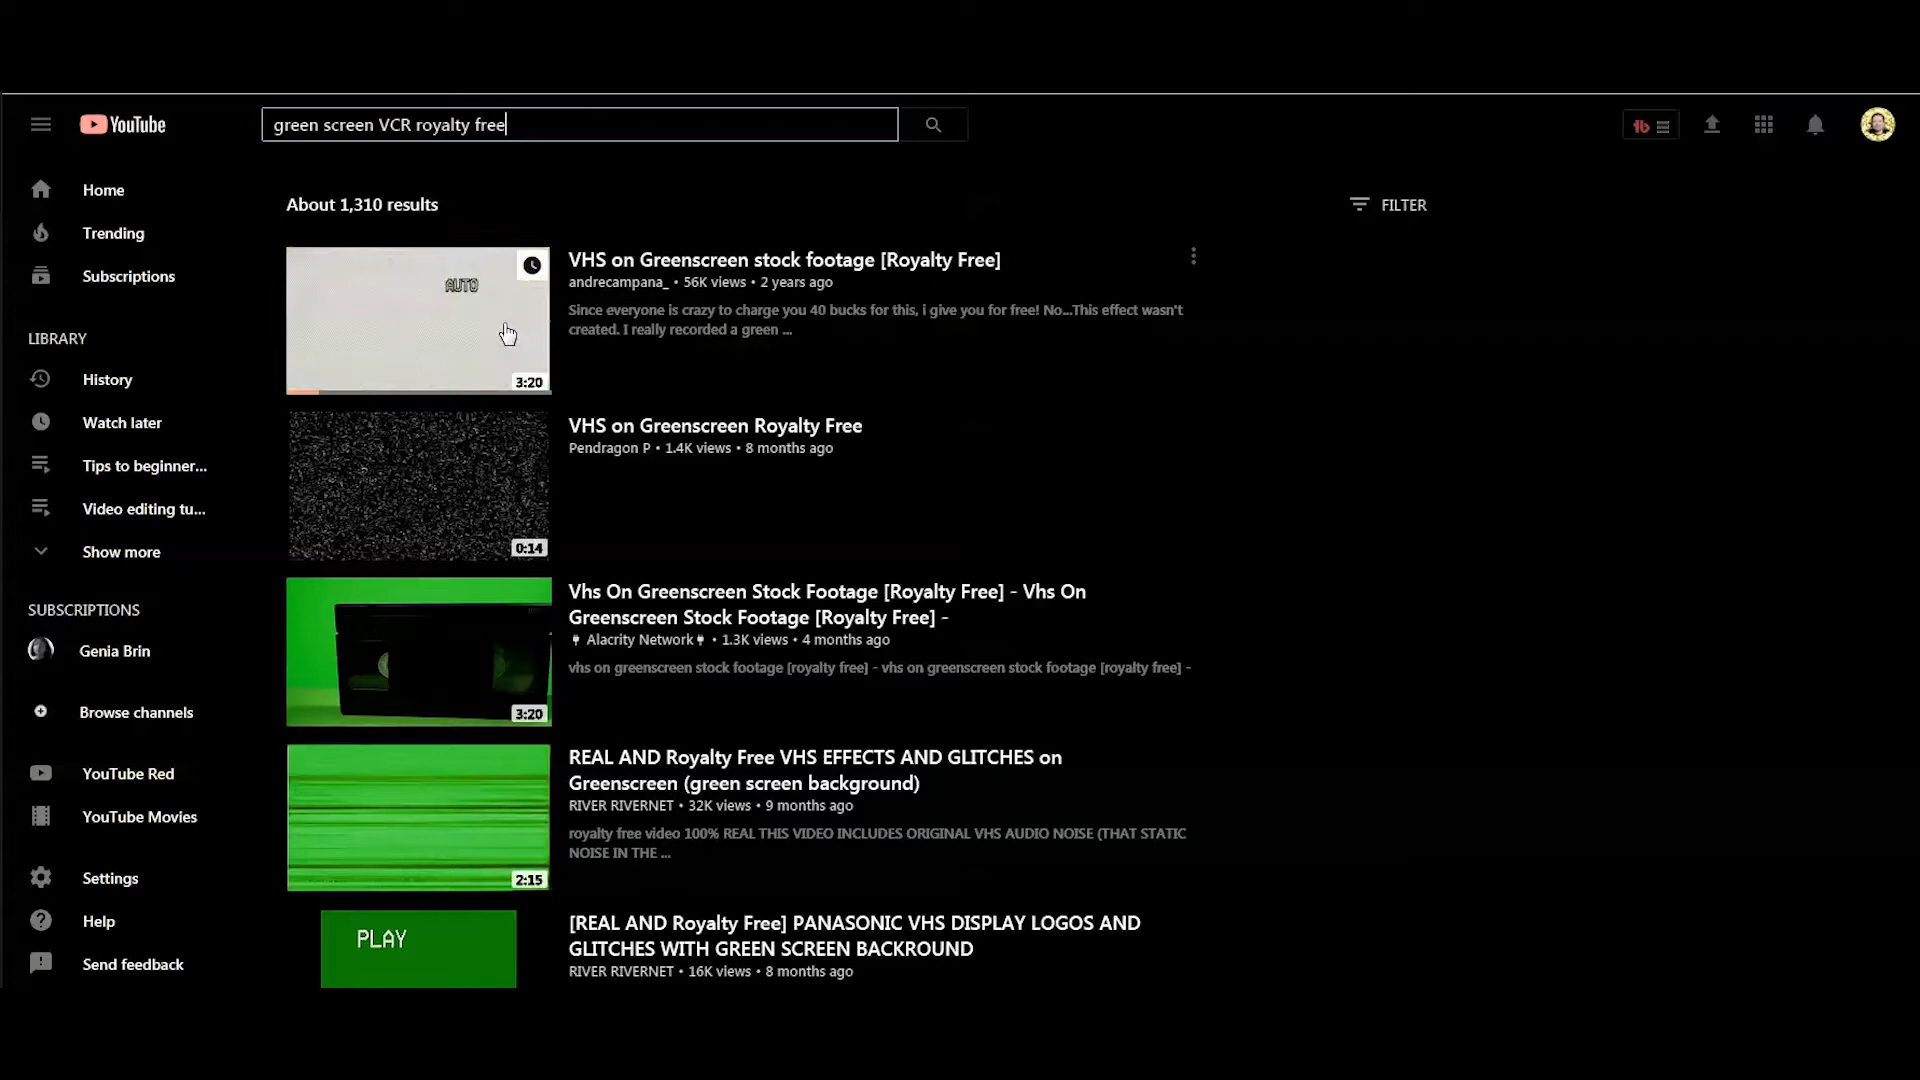 YouTube
green screen VCR royalty free
Home
Trending
Subscriptions
LIBRARY
History
Watch later
Tips to beginner...
Video editing tu...
Show more
SUBSCRIPTIONS
Genia Brin
Browse channels
YouTube Red
YouTube Movies
Settings
Help
Send feedback
About 1,310 results
FILTER
AUTO
3:20
VHS on Greenscreen stock footage [Royalty Free]
andrecampana_ • 56K views • 2 years ago
Since everyone is crazy to charge you 40 bucks for this, i give you for free! No...This effect wasn't
created. I really recorded a green ...
0:14
VHS on Greenscreen Royalty Free
Pendragon P • 1.4K views • 8 months ago
3:20
Vhs On Greenscreen Stock Footage [Royalty Free] - Vhs On
Greenscreen Stock Footage [Royalty Free] -
Alacrity Network • 1.3K views • 4 months ago
vhs on greenscreen stock footage [royalty free] - vhs on greenscreen stock footage [royalty free] -
2:15
REAL AND Royalty Free VHS EFFECTS AND GLITCHES on
Greenscreen (green screen background)
RIVER RIVERNET • 32K views • 9 months ago
royalty free video 100% REAL THIS VIDEO INCLUDES ORIGINAL VHS AUDIO NOISE (THAT STATIC
NOISE IN THE ...
PLAY
[REAL AND Royalty Free] PANASONIC VHS DISPLAY LOGOS AND
GLITCHES WITH GREEN SCREEN BACKROUND
RIVER RIVERNET • 16K views • 8 months ago